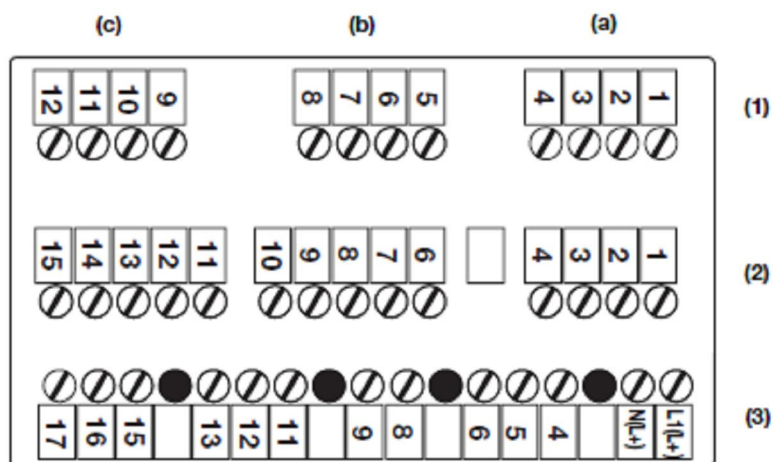 (c) (b) (a)
12 11 10 9 8 7 6 5 4 3 2 1 (1)
15 14 13 12 11 10 9 8 7 6 4 3 2 1 (2)
17 16 15 13 12 11 9 8 6 5 4 N(L+) L1(L+) (3)